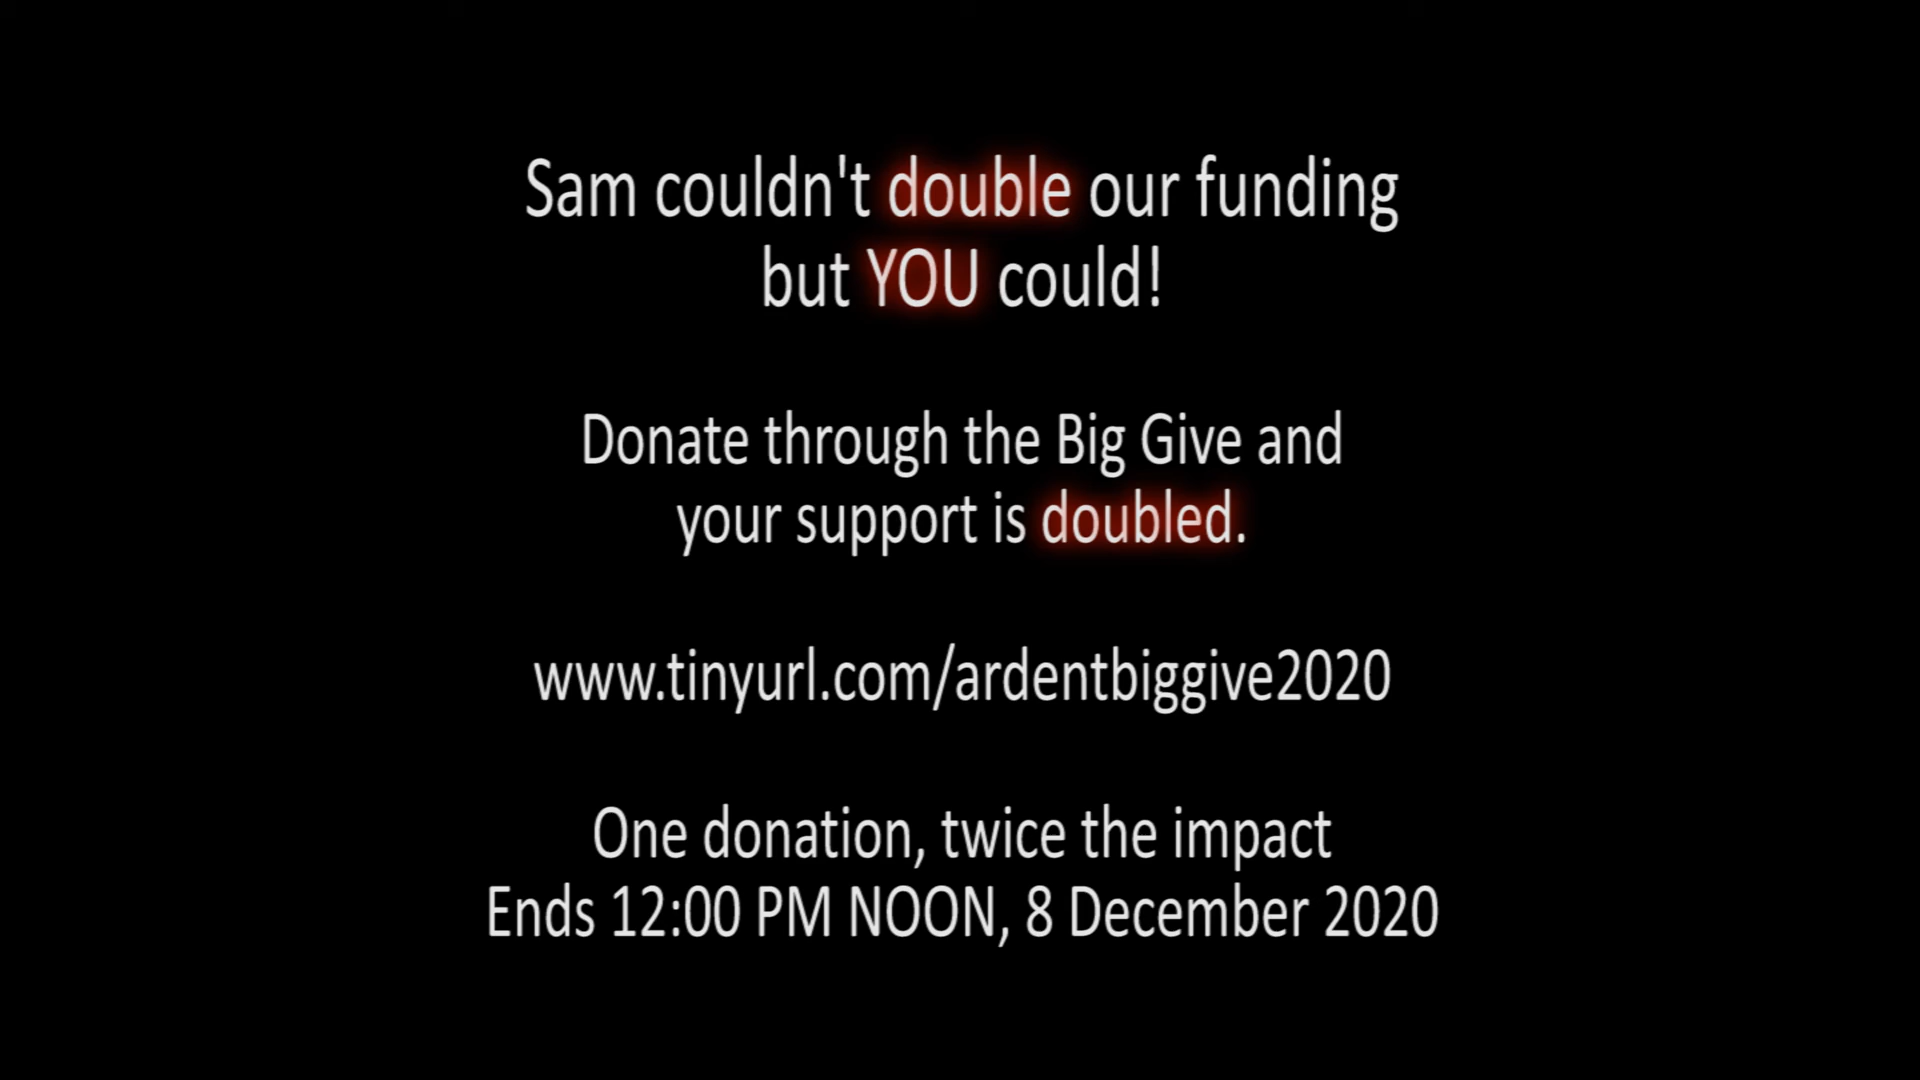 Sam couldn't double our funding
but YOU could!
Donate through the Big Give and
your support is doubled.
www.tinyurl.com/ardentbiggive2020
One donation, twice the impact
Ends 12:00 PM NOON, 8 December 2020